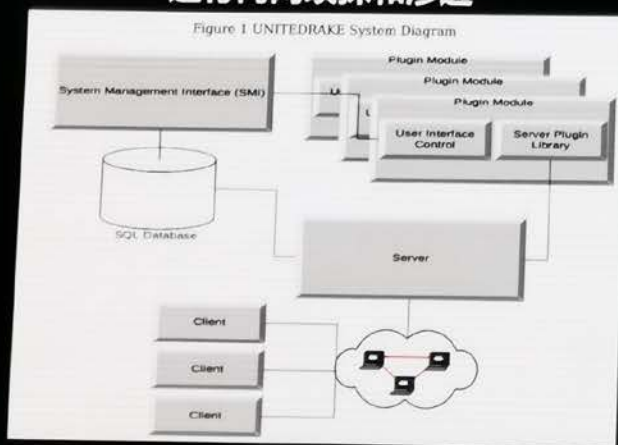 Figure 1 UNITEDRAKE System Diagram
Plugin Module
System Management Interface (SMI)
Plugin Module
Plugin Module
User Interface Control
Server Plugin Library
SQL Database
Server
Client
Client
Client